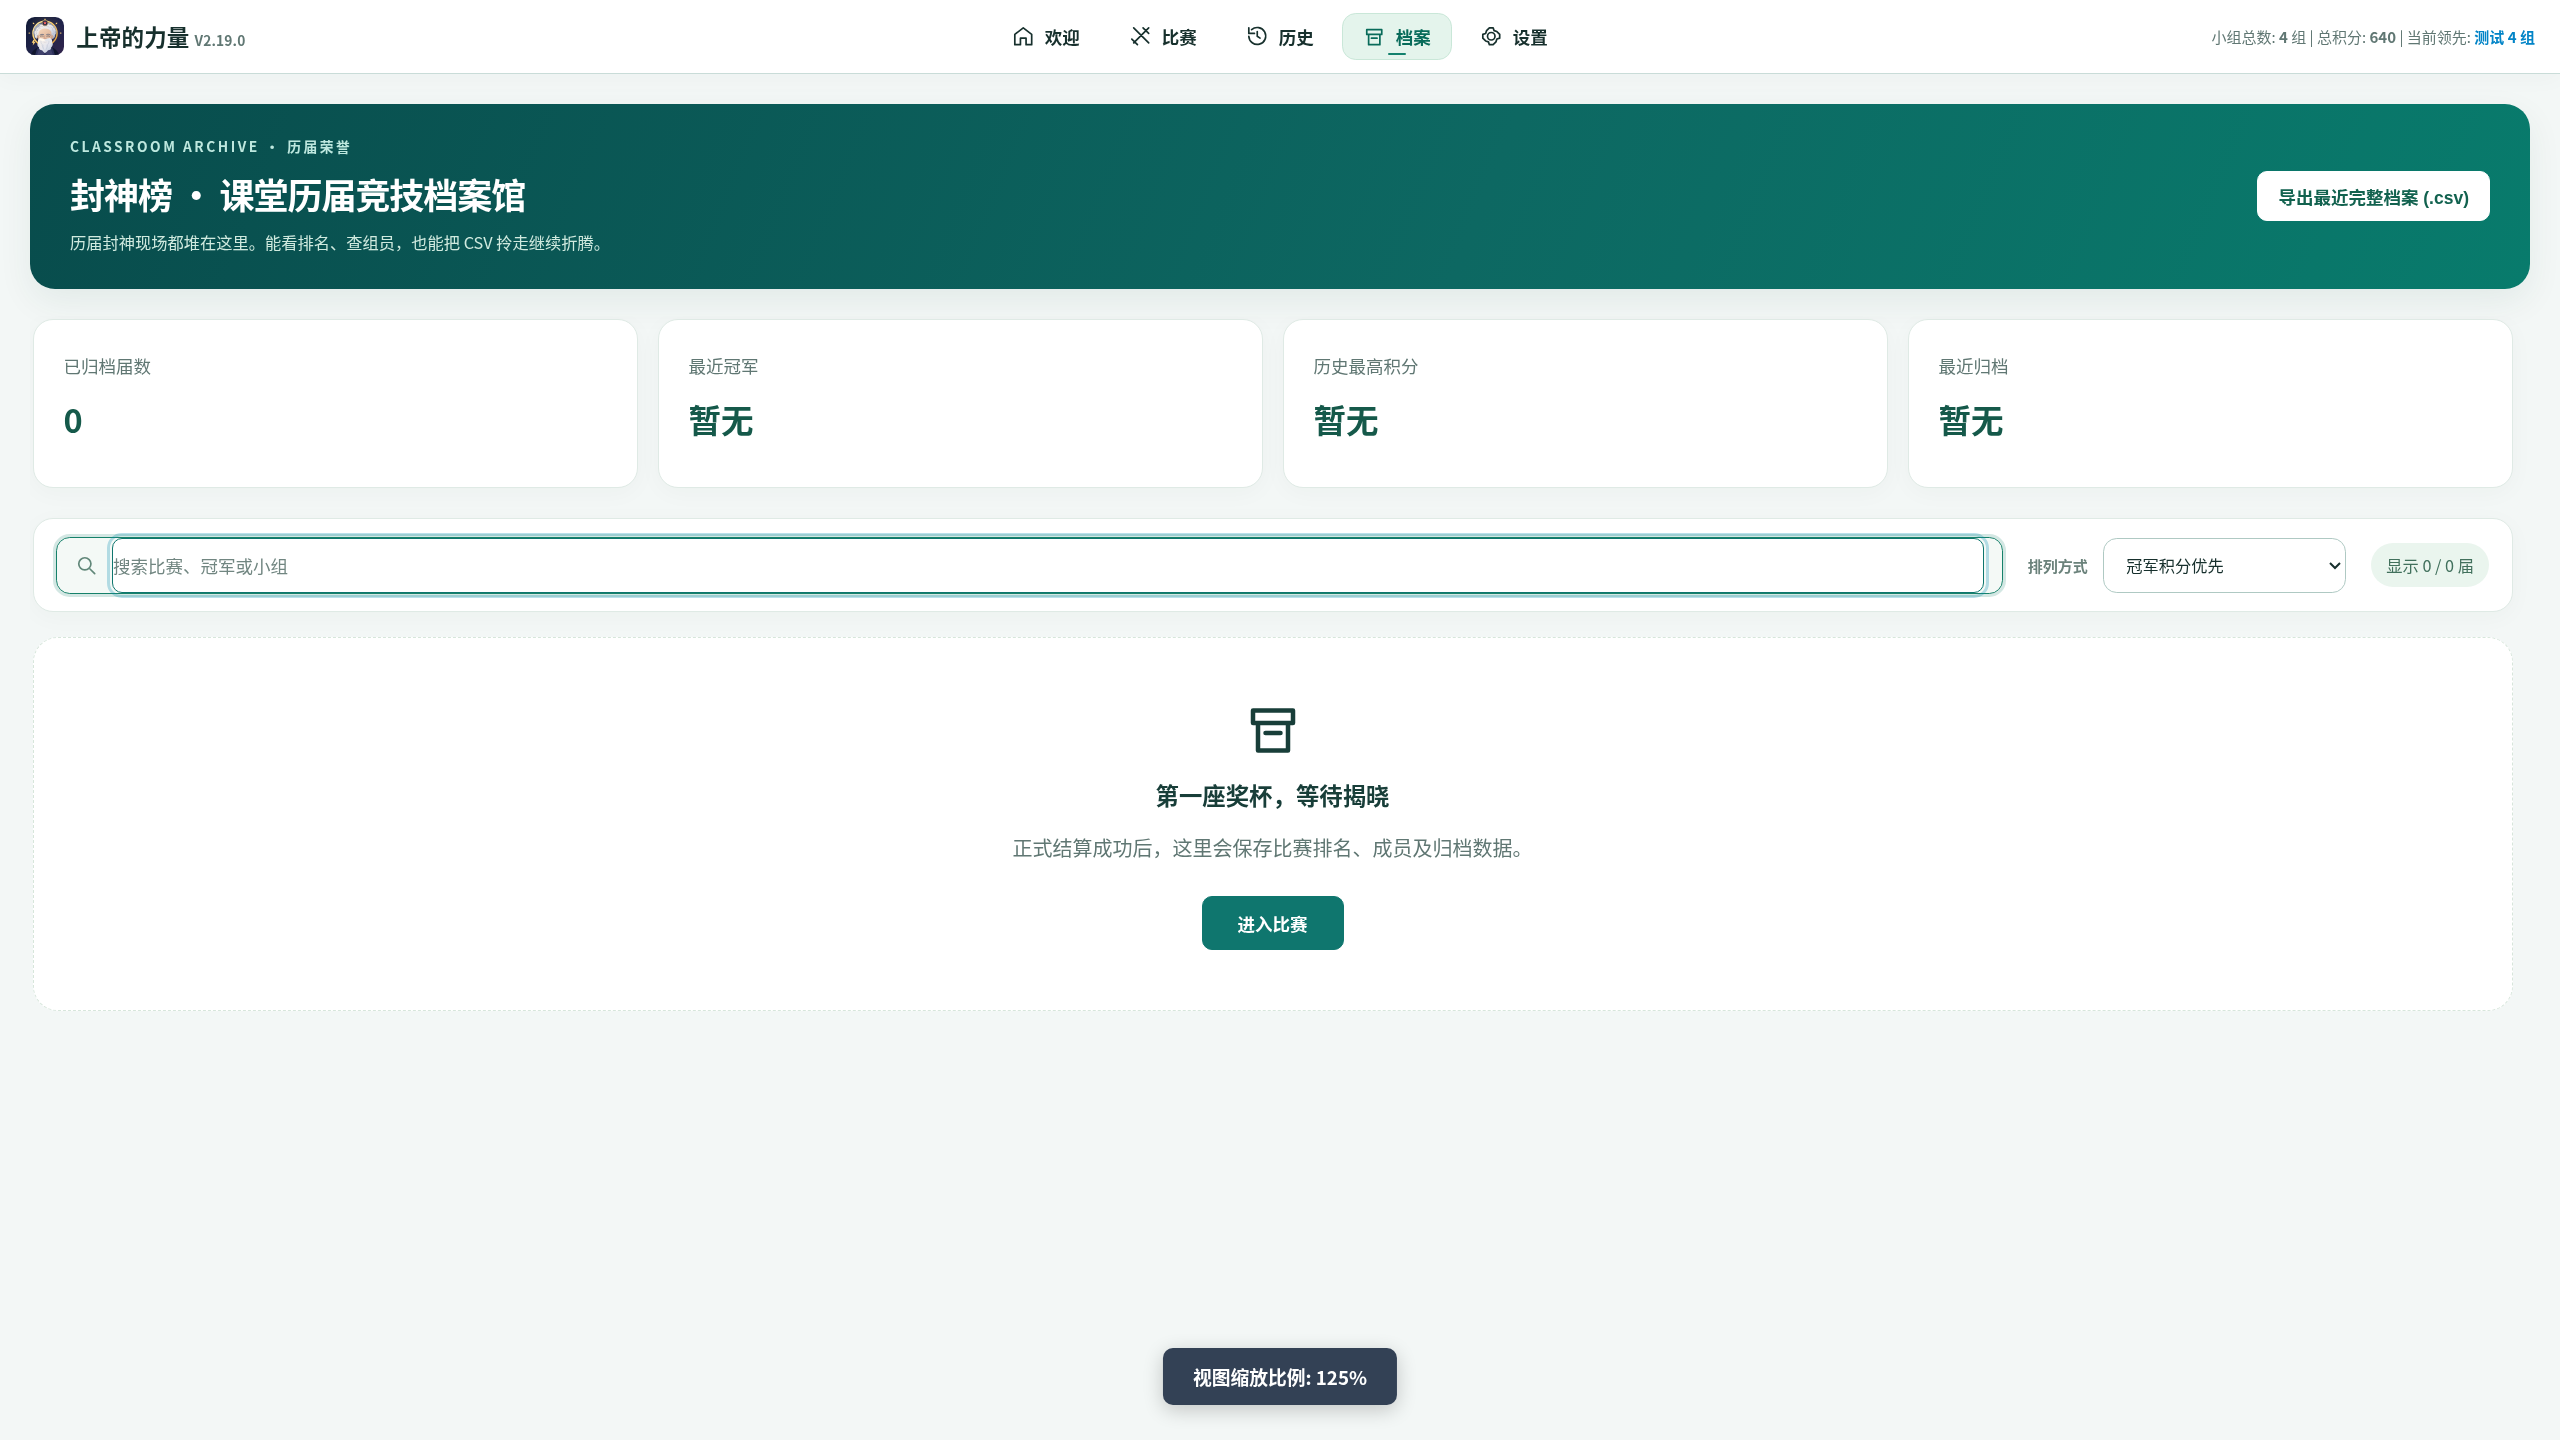 上帝的力量 V2.19.0
欢迎
比赛
历史
档案
设置
小组总数: 4 组 | 总积分: 640 | 当前领先: 测试 4 组
CLASSROOM ARCHIVE · 历届荣誉
封神榜 · 课堂历届竞技档案馆
历届封神现场都堆在这里。能看排名、查组员，也能把 CSV 拎走继续折腾。
导出最近完整档案 (.csv)
已归档届数
0
最近冠军
暂无
历史最高积分
暂无
最近归档
暂无
搜索比赛、冠军或小组
排列方式
冠军积分优先
显示 0 / 0 届
第一座奖杯，等待揭晓
正式结算成功后，这里会保存比赛排名、成员及归档数据。
进入比赛
视图缩放比例: 125%